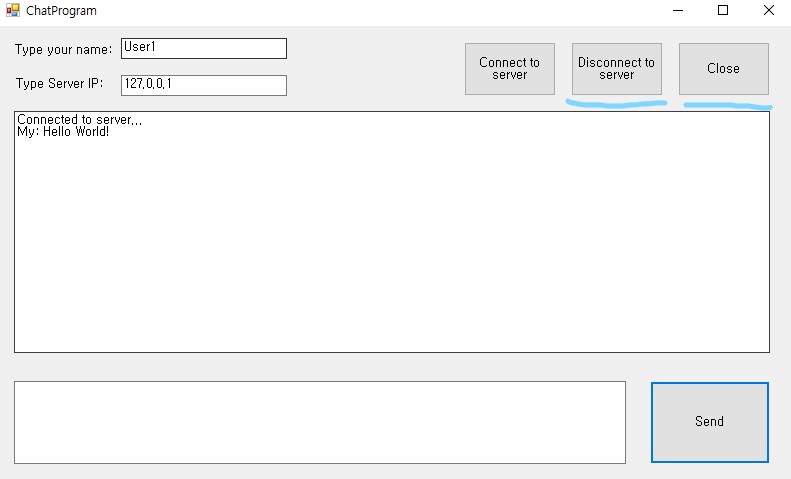 ChatProgram
Type your name:
User1
Connect to
server
Disconnect to
server
Close
Type Server IP:
127.0.0.1
Connected to server...
My: Hello World!
Send